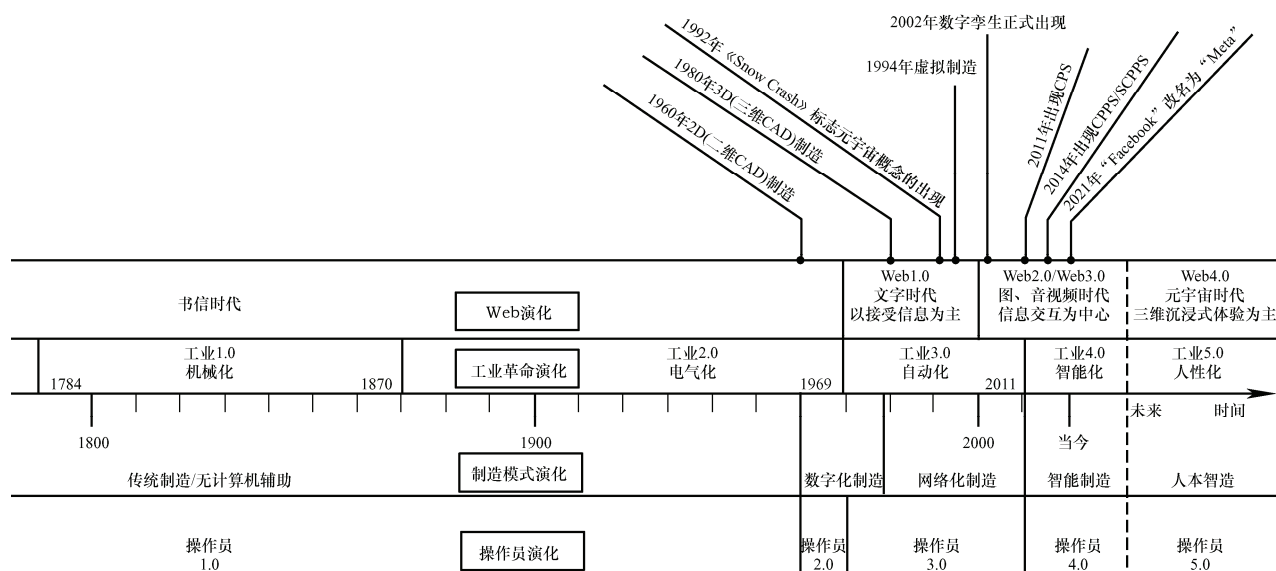 2002年数字孪生正式出现
1994年虚拟制造
1992年《Snow Crash》标志元宇宙概念的出现
1980年3D(三维CAD)制造
1960年2D(二维CAD)制造
2011年出现CPS
2014年出现CPPS/SCPPS
2021年“Facebook”改名为“Meta”
书信时代
Web演化
Web1.0
文字时代
以接受信息为主
Web2.0/Web3.0
图、音视频时代
信息交互为中心
Web4.0
元宇宙时代
三维沉浸式体验为主
工业1.0
机械化
1784
1870
工业革命演化
工业2.0
电气化
1969
工业3.0
自动化
2011
工业4.0
智能化
工业5.0
人性化
1800
1900
2000
当今
未来
时间
传统制造/无计算机辅助
制造模式演化
数字化制造
网络化制造
智能制造
人本智造
操作员
1.0
操作员演化
操作员
2.0
操作员
3.0
操作员
4.0
操作员
5.0